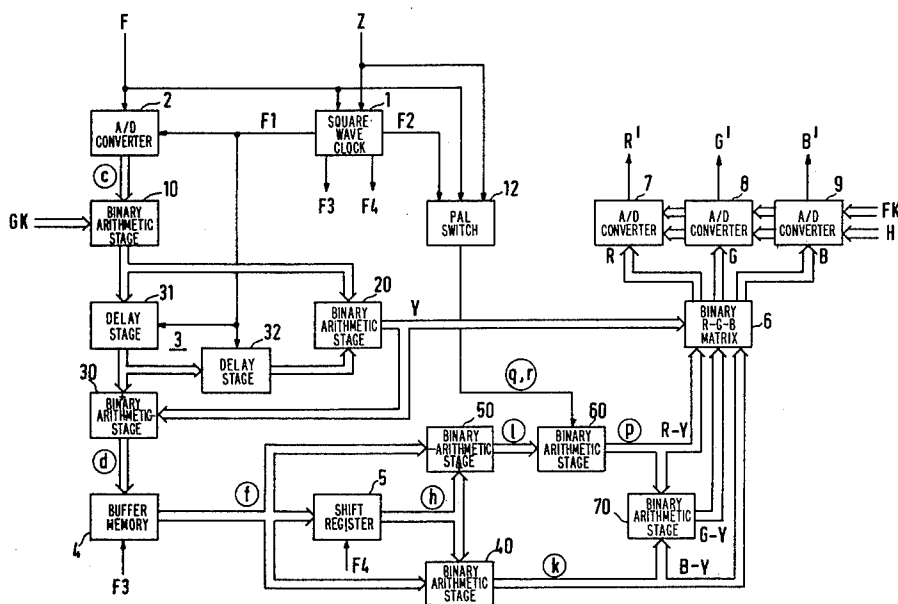 F
Z
2
A/D
CONVERTER
F1
1
SQUARE-
WAVE
CLOCK
F2
F3
F4
12
PAL
SWITCH
R'
G'
B'
7
A/D
CONVERTER
8
A/D
CONVERTER
9
A/D
CONVERTER
FK
H
R
G
B
c
10
GK
BINARY
ARITHMETIC
STAGE
31
DELAY
STAGE
3
32
DELAY
STAGE
20
BINARY
ARITHMETIC
STAGE
Y
BINARY
R-G-B
MATRIX
6
30
BINARY
ARITHMETIC
STAGE
q,r
d
50
BINARY
ARITHMETIC
STAGE
l
60
BINARY
ARITHMETIC
STAGE
p
R-Y
BUFFER
MEMORY
4
F3
f
5
SHIFT
REGISTER
F4
h
40
BINARY
ARITHMETIC
STAGE
k
70
BINARY
ARITHMETIC
STAGE
G-Y
B-Y